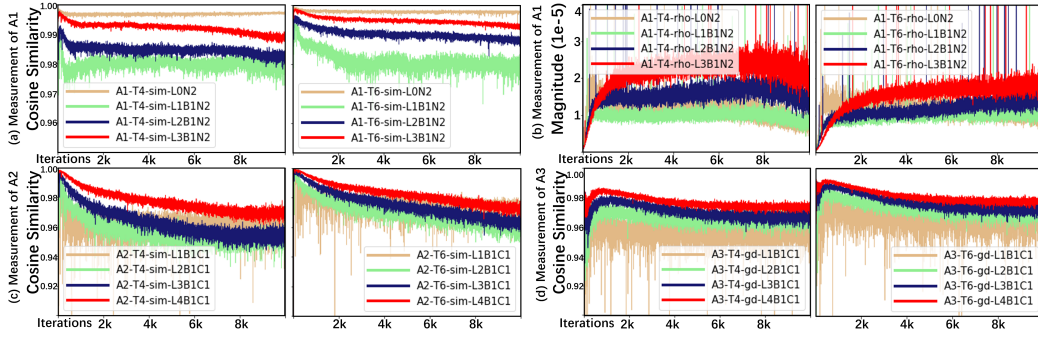 (a) Measurement of A1
Cosine Similarity
1.00
0.99
0.98
0.97
0.96
A1-T4-sim-L0N2
A1-T4-sim-L1B1N2
A1-T4-sim-L2B1N2
A1-T4-sim-L3B1N2
A1-T6-sim-L0N2
A1-T6-sim-L1B1N2
A1-T6-sim-L2B1N2
A1-T6-sim-L3B1N2
Iterations 2k 4k 6k 8k
2k 4k 6k 8k
(b) Measurement of A1
Magnitude (1e-5)
4
3
2
1
A1-T4-rho-L0N2
A1-T4-rho-L1B1N2
A1-T4-rho-L2B1N2
A1-T4-rho-L3B1N2
A1-T6-rho-L0N2
A1-T6-rho-L1B1N2
A1-T6-rho-L2B1N2
A1-T6-rho-L3B1N2
2k 4k 6k 8k
2k 4k 6k 8k
(c) Measurement of A2
Cosine Similarity
1.00
0.98
0.96
0.94
0.92
A2-T4-sim-L1B1C1
A2-T4-sim-L2B1C1
A2-T4-sim-L3B1C1
A2-T4-sim-L4B1C1
A2-T6-sim-L1B1C1
A2-T6-sim-L2B1C1
A2-T6-sim-L3B1C1
A2-T6-sim-L4B1C1
Iterations 2k 4k 6k 8k
2k 4k 6k 8k
(d) Measurement of A3
Cosine Similarity
1.00
0.98
0.96
0.94
0.92
A3-T4-gd-L1B1C1
A3-T4-gd-L2B1C1
A3-T4-gd-L3B1C1
A3-T4-gd-L4B1C1
A3-T6-gd-L1B1C1
A3-T6-gd-L2B1C1
A3-T6-gd-L3B1C1
A3-T6-gd-L4B1C1
Iterations 2k 4k 6k 8k
2k 4k 6k 8k